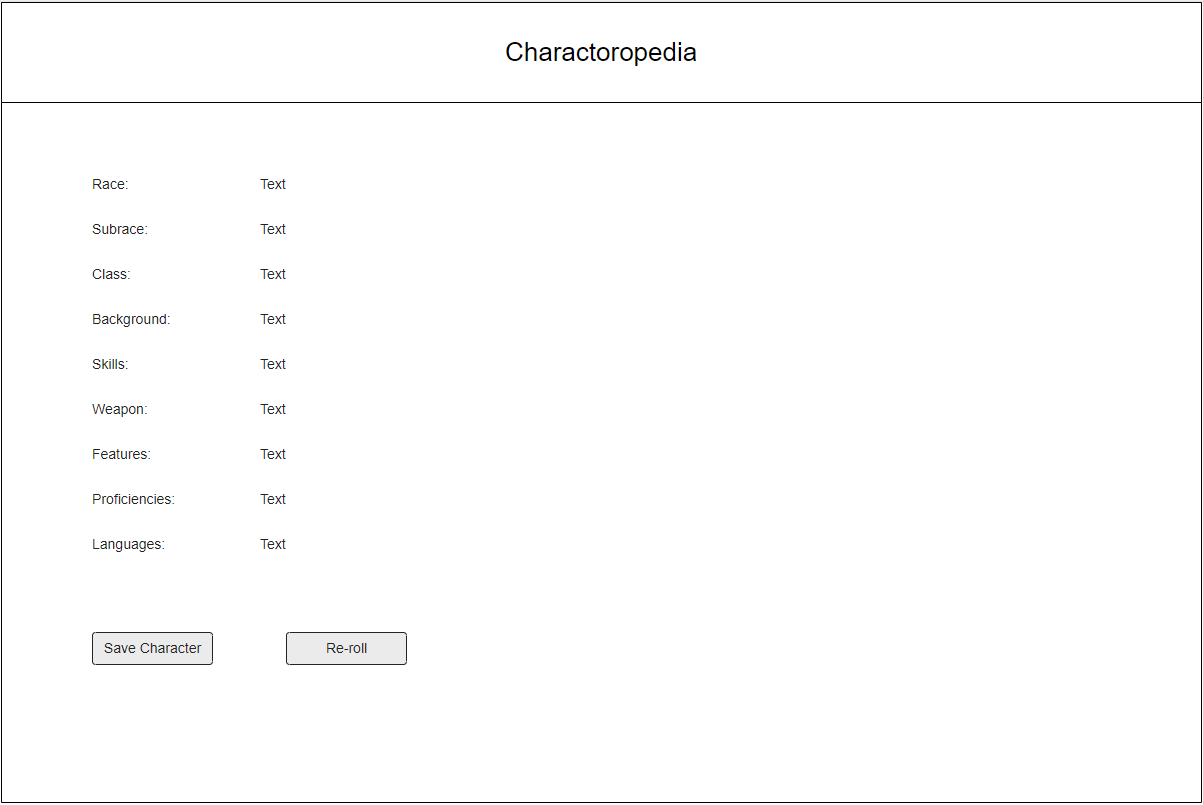 Charactoropedia
Race: Text
Subrace: Text
Class: Text
Background: Text
Skills: Text
Weapon: Text
Features: Text
Proficiencies: Text
Languages: Text
Save Character Re-roll